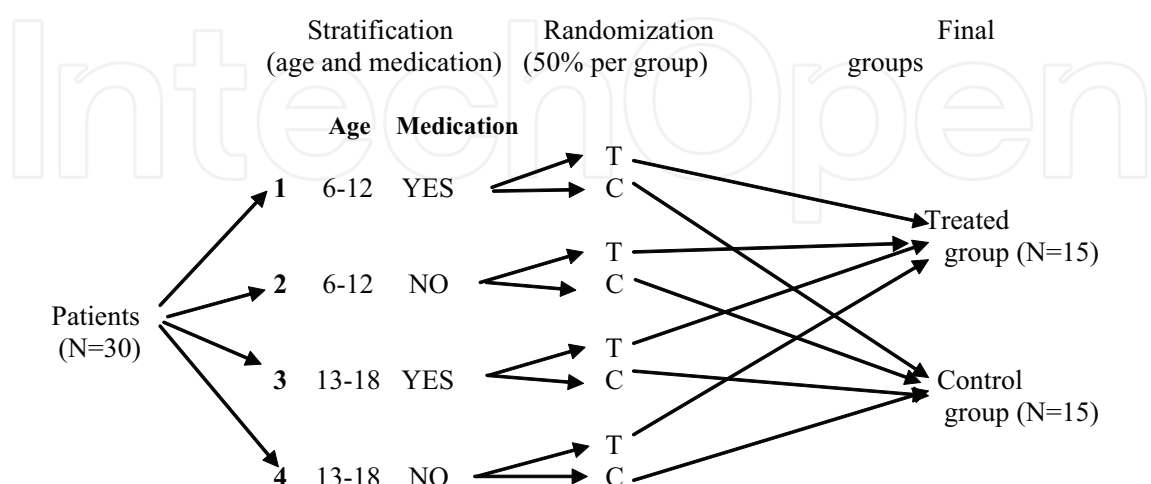 IntechOpen
Stratification Randomization Final
(age and medication) (50% per group) groups
Age Medication
T
1 6-12 YES C
Treated
T
group (N=15)
2 6-12 NO C
Patients
(N=30)
T
3 13-18 YES C
Control
group (N=15)
T
4 13-18 NO C